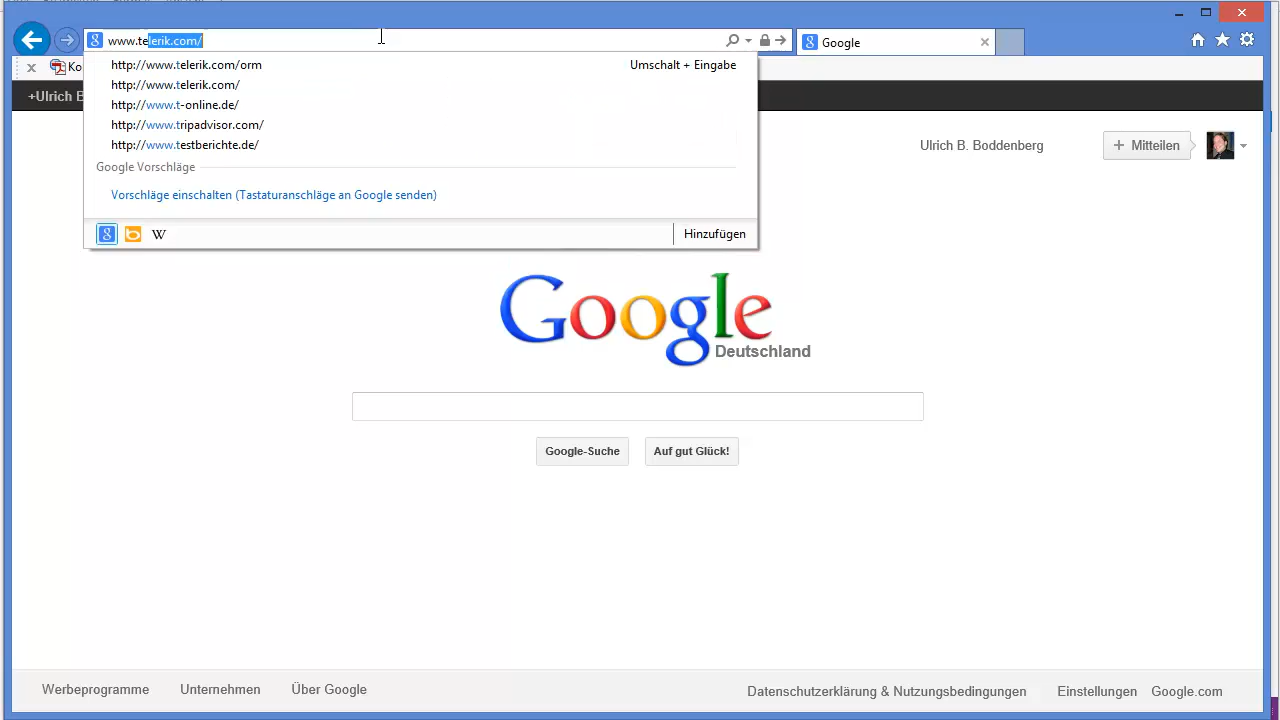 www.telerik.com/
Google
Ko
http://www.telerik.com/orm Umschalt + Eingabe
http://www.telerik.com/
http://www.t-online.de/
http://www.tripadvisor.com/
http://www.testberichte.de/
Google Vorschläge
Vorschläge einschalten (Tastaturanschläge an Google senden)
W Hinzufügen
+Ulrich B
Ulrich B. Boddenberg + Mitteilen
Google
Deutschland
Google-Suche Auf gut Glück!
Werbeprogramme Unternehmen Über Google Datenschutzerklärung & Nutzungsbedingungen Einstellungen Google.com